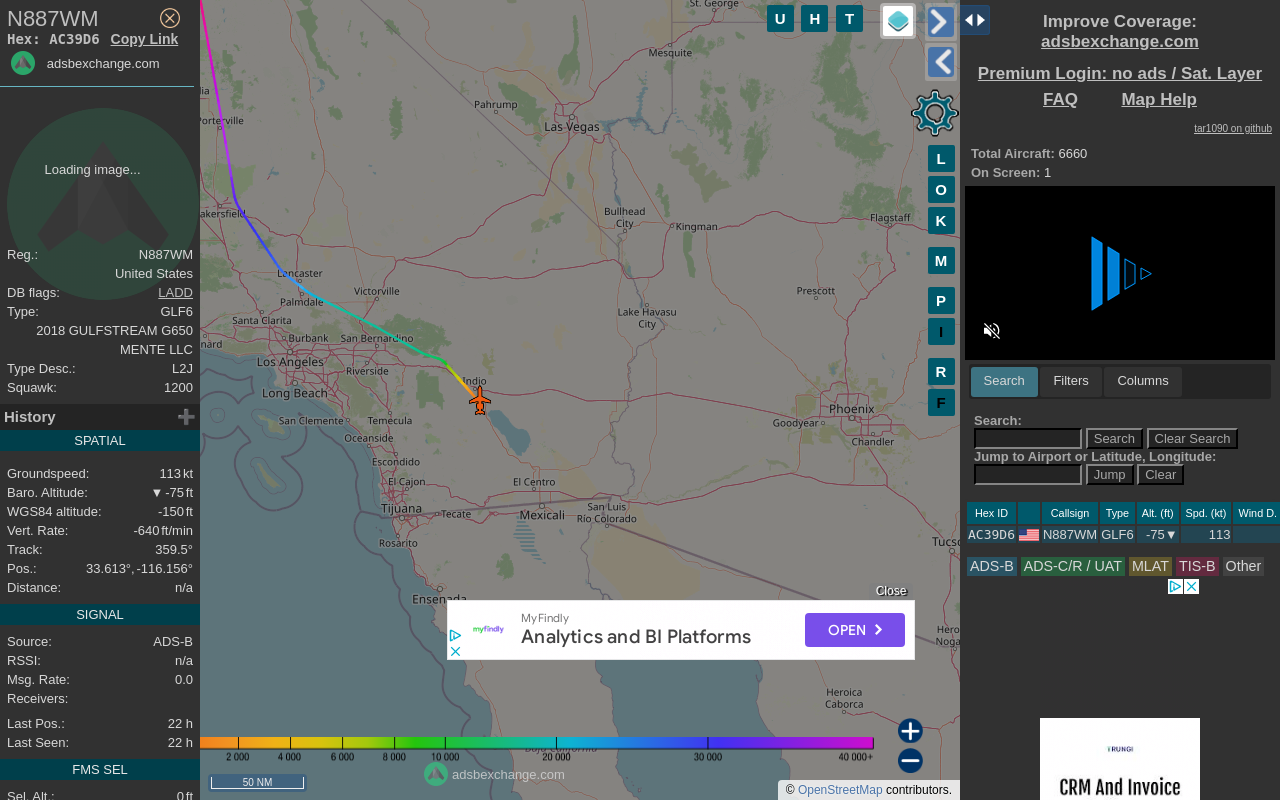 N887WM
Hex: AC39D6 Copy Link
adsbexchange.com
Loading image...
Reg.: N887WM
United States
DB flags: LADD
Type: GLF6
2018 GULFSTREAM G650
MENTE LLC
Type Desc.: L2J
Squawk: 1200
History
SPATIAL
Groundspeed: 113 kt
Baro. Altitude: ▼ -75 ft
WGS84 altitude: -150 ft
Vert. Rate: -640 ft/min
Track: 359.5°
Pos.: 33.613°, -116.156°
Distance: n/a
SIGNAL
Source: ADS-B
RSSI: n/a
Msg. Rate: 0.0
Receivers:
Last Pos.: 22 h
Last Seen: 22 h
FMS SEL
Sel. Alt.: 0 ft
U H T
L
O
K
M
P
I
R
F
St. George
Mesquite
Pahrump
Las Vegas
Porterville
Bullhead
City
Kingman
Flagstaff
Lancaster
Palmdale
Victorville
Prescott
Lake Havasu
City
Santa Clarita
Burbank
San Bernardino
Los Angeles
Riverside
Indio
Long Beach
San Clemente
Temecula
Phoenix
Goodyear
Chandler
Oceanside
Escondido
El Cajon
El Centro
San Luis
Río Colorado
Tijuana
Tecate
Mexicali
Rosarito
Ensenada
Heroica
Caborca
Close
MyFindly
myfindly
Analytics and BI Platforms
OPEN
2 000 4 000 6 000 8 000 10 000 20 000 30 000 40 000+
50 NM
adsbexchange.com
© OpenStreetMap contributors.
Improve Coverage:
adsbexchange.com
Premium Login: no ads / Sat. Layer
FAQ Map Help
tar1090 on github
Total Aircraft: 6660
On Screen: 1
Search Filters Columns
Search:
Search Clear Search
Jump to Airport or Latitude, Longitude:
Jump Clear
Hex ID Callsign Type Alt. (ft) Spd. (kt) Wind D.
AC39D6 N887WM GLF6 -75▼ 113
ADS-B ADS-C/R / UAT MLAT TIS-B Other
RUNGI
CRM And Invoice